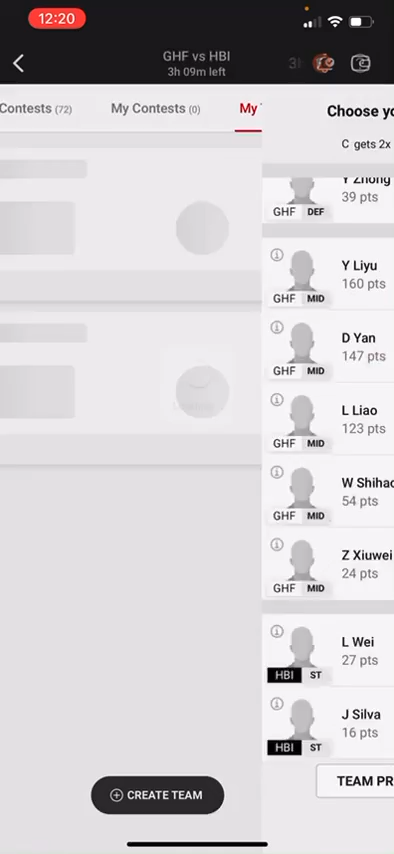 12:20
GHF vs HBI
3h 09m left
Contests (72)
My Contests (0)
My
Choose yo
C gets 2x
Y Zhong
39 pts
GHF DEF
Y Liyu
160 pts
GHF MID
D Yan
147 pts
GHF MID
L Liao
123 pts
GHF MID
W Shihao
54 pts
GHF MID
Z Xiuwei
24 pts
GHF MID
L Wei
27 pts
HBI ST
J Silva
16 pts
HBI ST
CREATE TEAM
TEAM PR